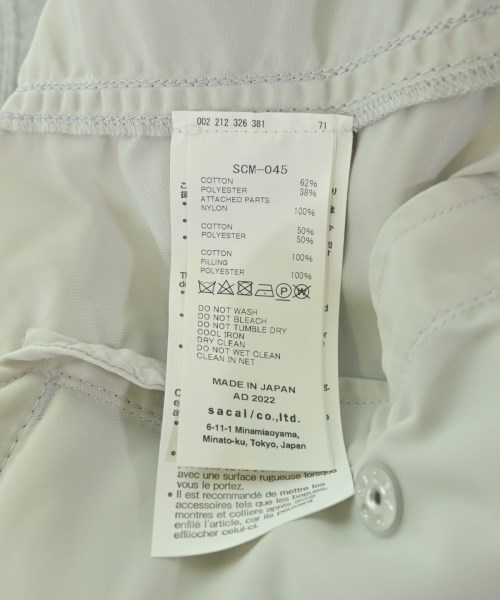 002 212 326 381 71
SCM-045
COTTON 62%
POLYESTER 38%
ATTACHED PARTS
NYLON 100%
COTTON 50%
POLYESTER 50%
COTTON 100%
FILLING
POLYESTER 100%
DO NOT WASH
DO NOT BLEACH
DO NOT TUMBLE DRY
COOL IRON
DRY CLEAN
DO NOT WET CLEAN
CLEAN IN NET
MADE IN JAPAN
AD 2022
sacai/co.,ltd.
6-11-1 Minamiaoyama,
Minato-ku, Tokyo, Japan
avec une surface rugueuse lorsque
vous le portez.
• Il est recommandé de mettre les
accessoires tels que les bagues,
montres et colliers après avoir
enfilé l'article, car ils peuvent
effilocher celui-ci.